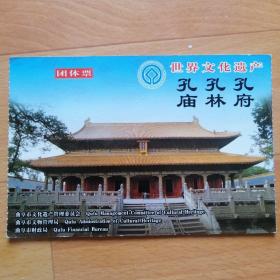 团体票
世界文化遗产
孔庙 孔林 孔府
曲阜市文化遗产管理委员会 Qufu Management Committee of Cultural Heritage
曲阜市文物管理局 Qufu Administration of Cultural Heritage
曲阜市财政局 Qufu Financial Bureau